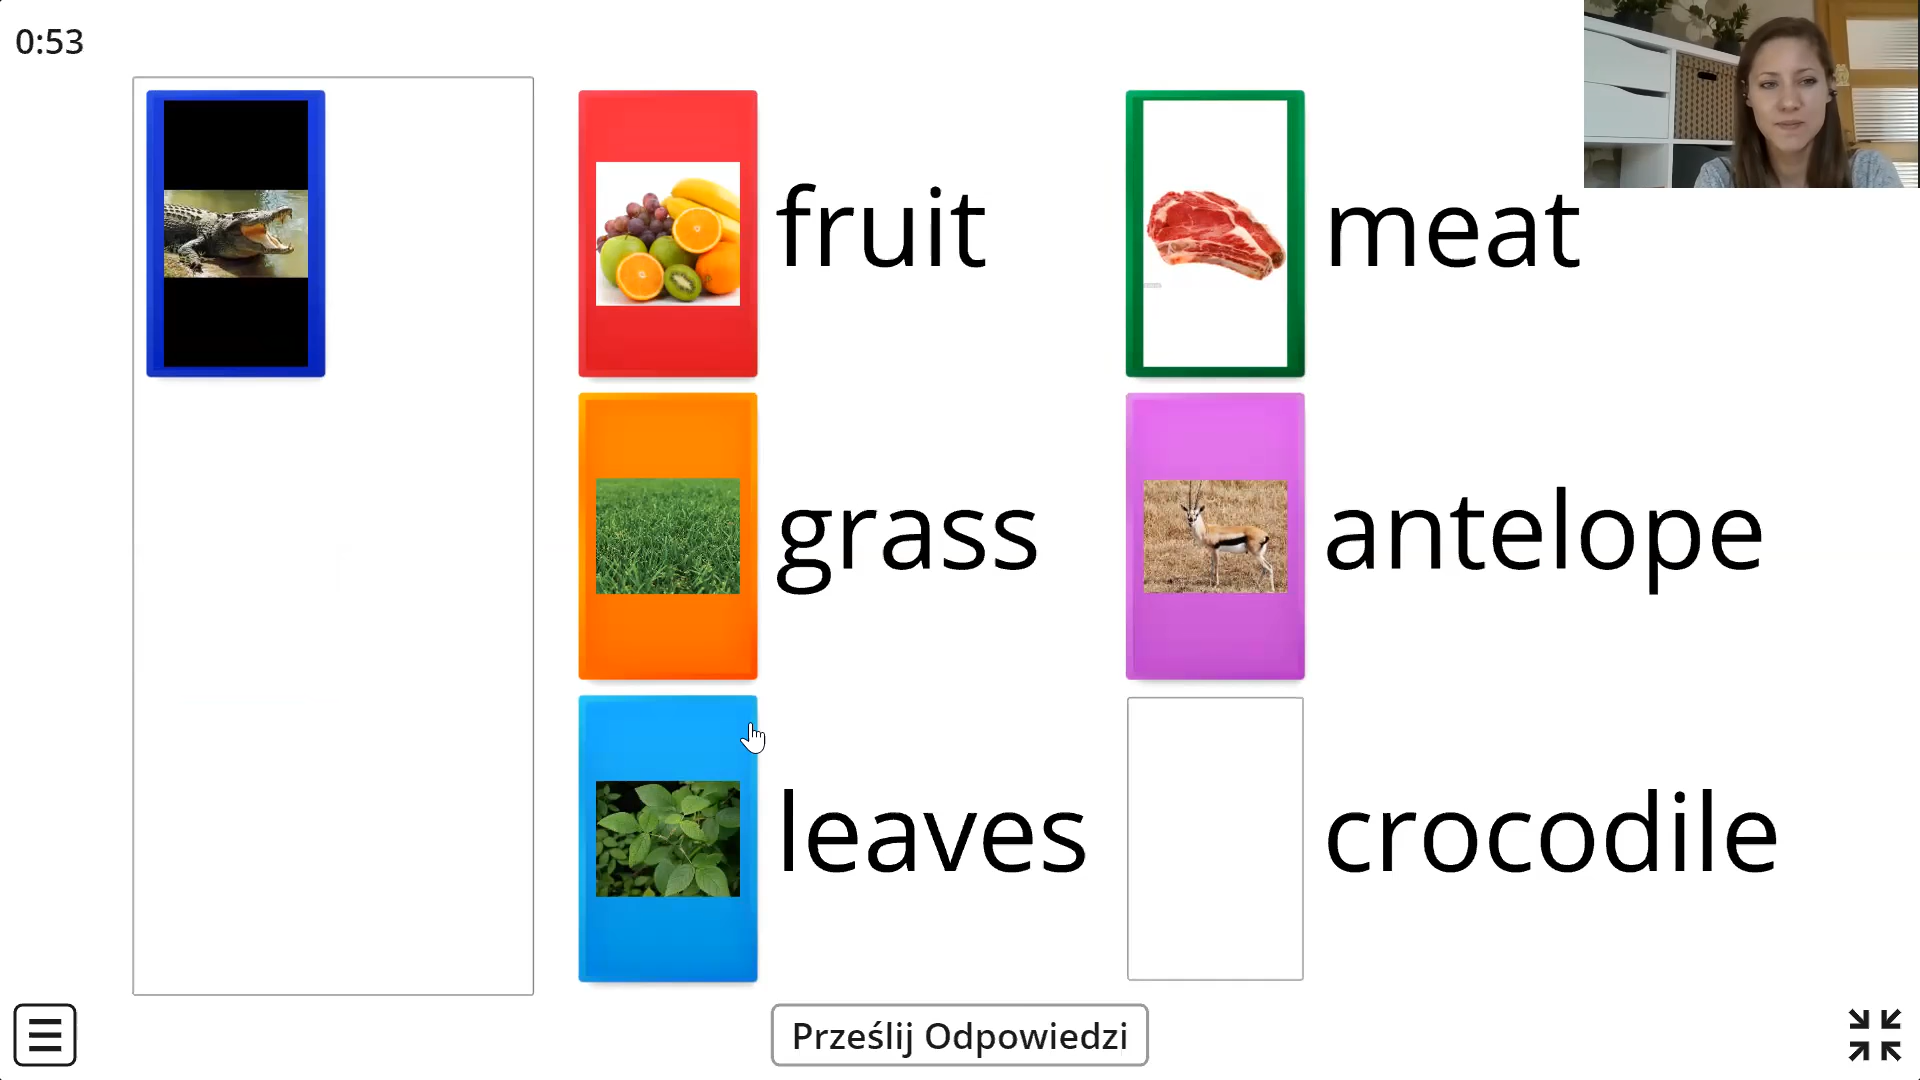 0:53
fruit
meat
grass
antelope
leaves
crocodile
Prześlij Odpowiedzi